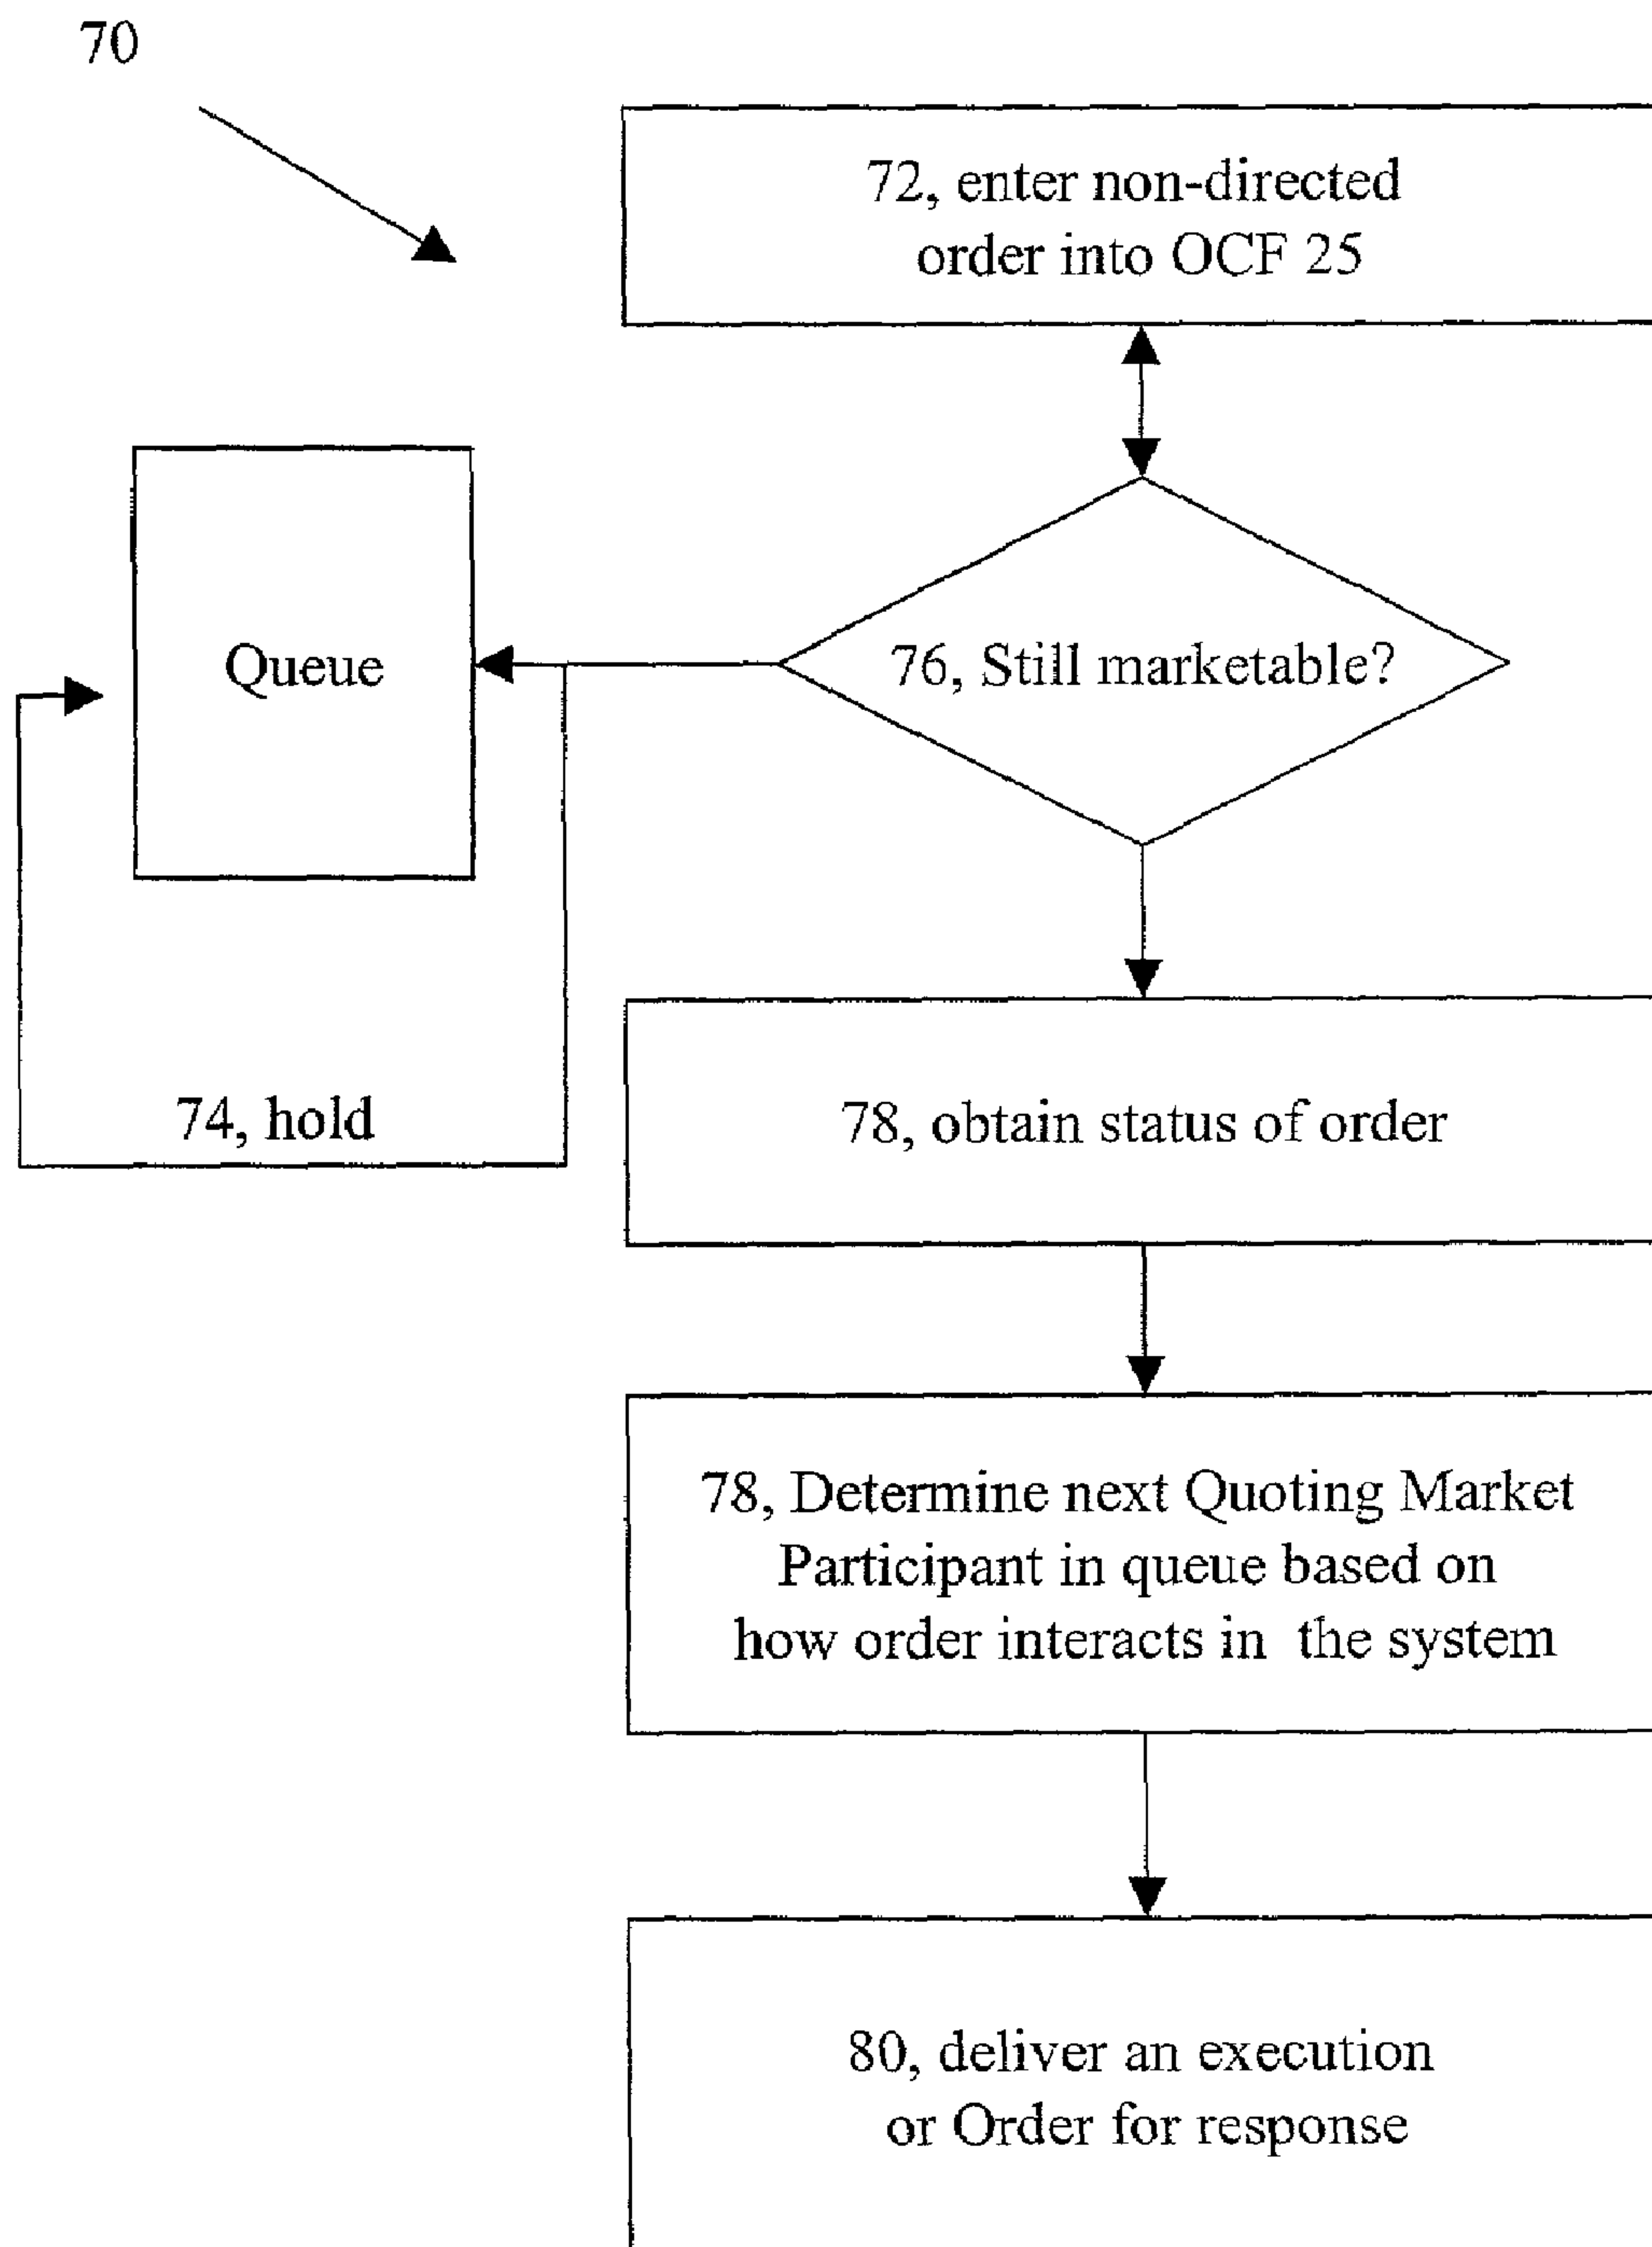 70
72, enter non-directed
order into OCF 25
Queue
76, Still marketable?
74, hold
78, obtain status of order
78, Determine next Quoting Market
Participant in queue based on
how order interacts in the system
80, deliver an execution
or Order for response